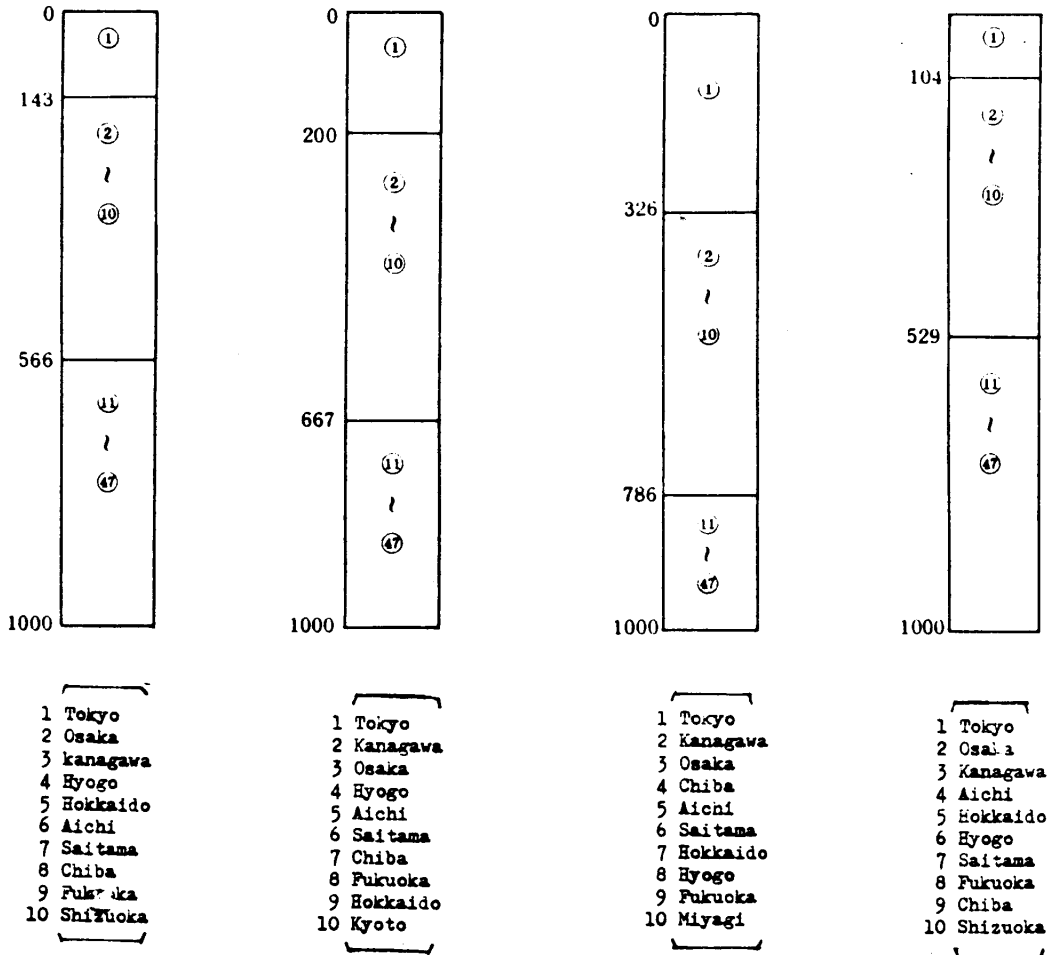 0
①
143
②
~
⑩
566
⑪
~
㊼
1000
1 Tokyo
2 Osaka
3 kanagawa
4 Hyogo
5 Hokkaido
6 Aichi
7 Saitama
8 Chiba
9
10 Shizuoka
0
①
200
②
~
⑩
667
⑪
~
㊼
1000
1 Tokyo
2 Kanagawa
3 Osaka
4 Hyogo
5 Aichi
6 Saitama
7 Chiba
8 Fukuoka
9 Hokkaido
10 Kyoto
0
①
326
②
~
⑩
786
⑪
~
㊼
1000
1 Tokyo
2 Kanagawa
3 Osaka
4 Chiba
5 Aichi
6 Saitama
7 Hokkaido
8 Hyogo
9 Fukuoka
10 Miyagi
①
104
②
~
⑩
529
⑪
~
㊼
1000
1 Tokyo
2
3 Kanagawa
4 Aichi
5 Hokkaido
6 Hyogo
7 Saitama
8 Fukuoka
9 Chiba
10 Shizuoka